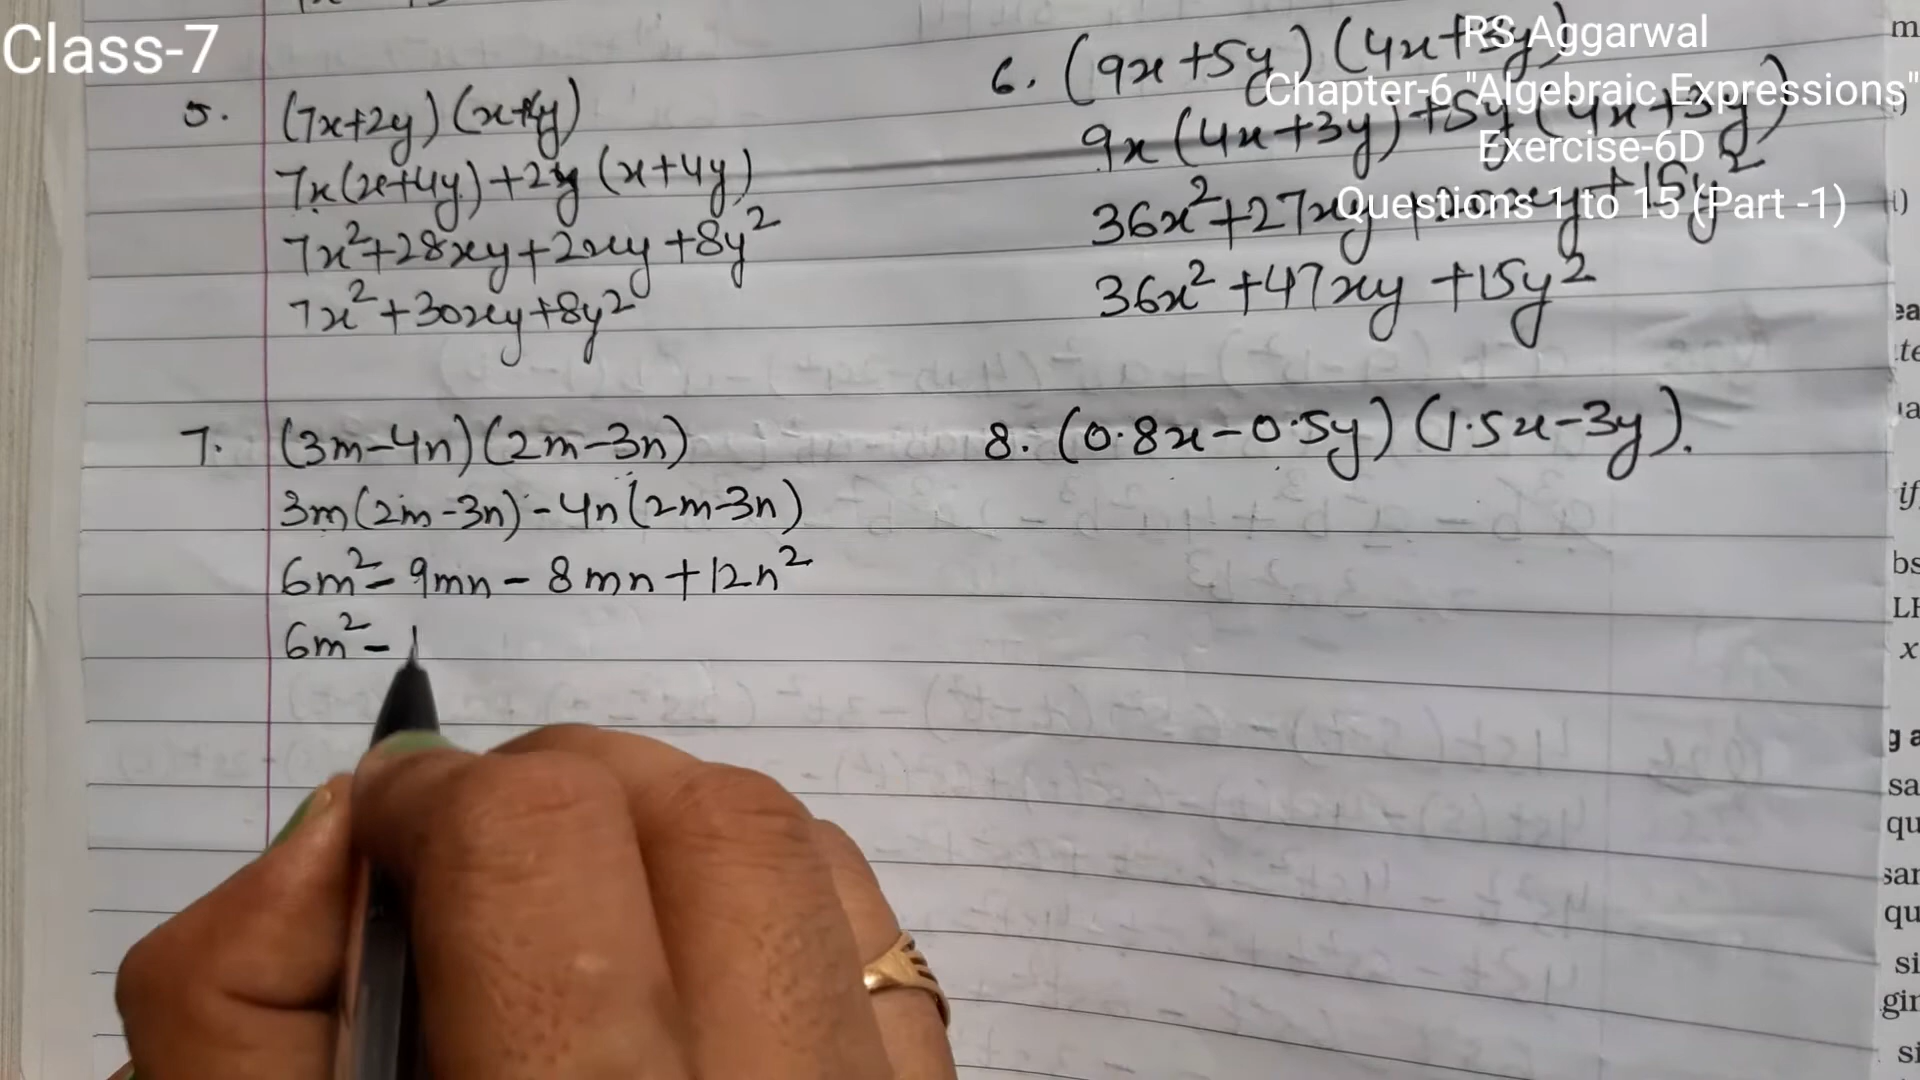 Class-7
RS Aggarwal
Chapter-6 "Algebraic Expressions"
Exercise-6D
Questions 1 to 15 (Part -1)
5. (7x+2y) (x+4y)
7x(x+4y)+2y (x+4y)
7x²+28xy+2xy+8y²
7x²+30xy+8y²
6. (9x+5y) (4x+3y)
9x(4x+3y)+5y(4x+3y)
36x²+27xy+20xy+15y²
36x²+47xy+15y²
7. (3m-4n)(2m-3n)
3m(2m-3n)-4n(2m-3n)
6m²-9mn-8mn+12n²
6m²-1
8. (0.8x-0.5y) (1.5x-3y).